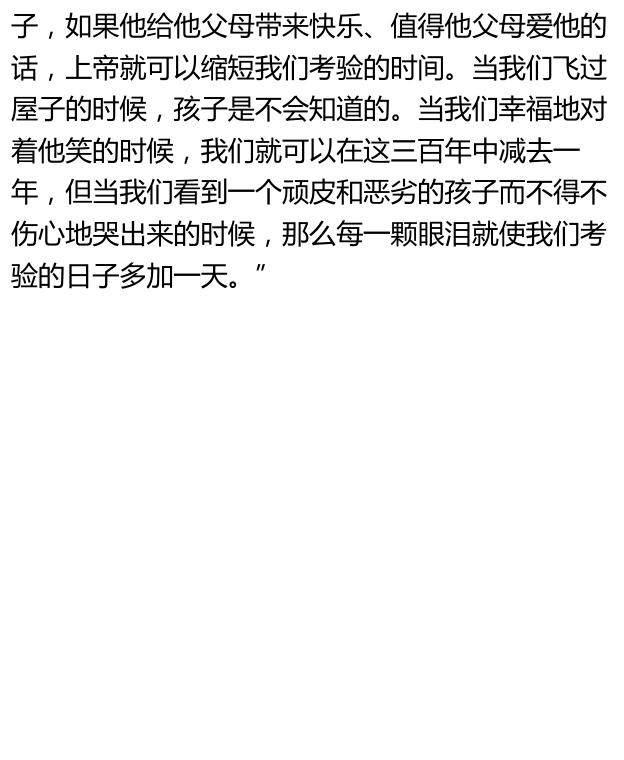 子，如果他给他父母带来快乐、值得他父母爱他的
话，上帝就可以缩短我们考验的时间。当我们飞过
屋子的时候，孩子是不会知道的。当我们幸福地对
着他笑的时候，我们就可以在这三百年中减去一
年，但当我们看到一个顽皮和恶劣的孩子而不得不
伤心地哭出来的时候，那么每一颗眼泪就使我们考
验的日子多加一天。”